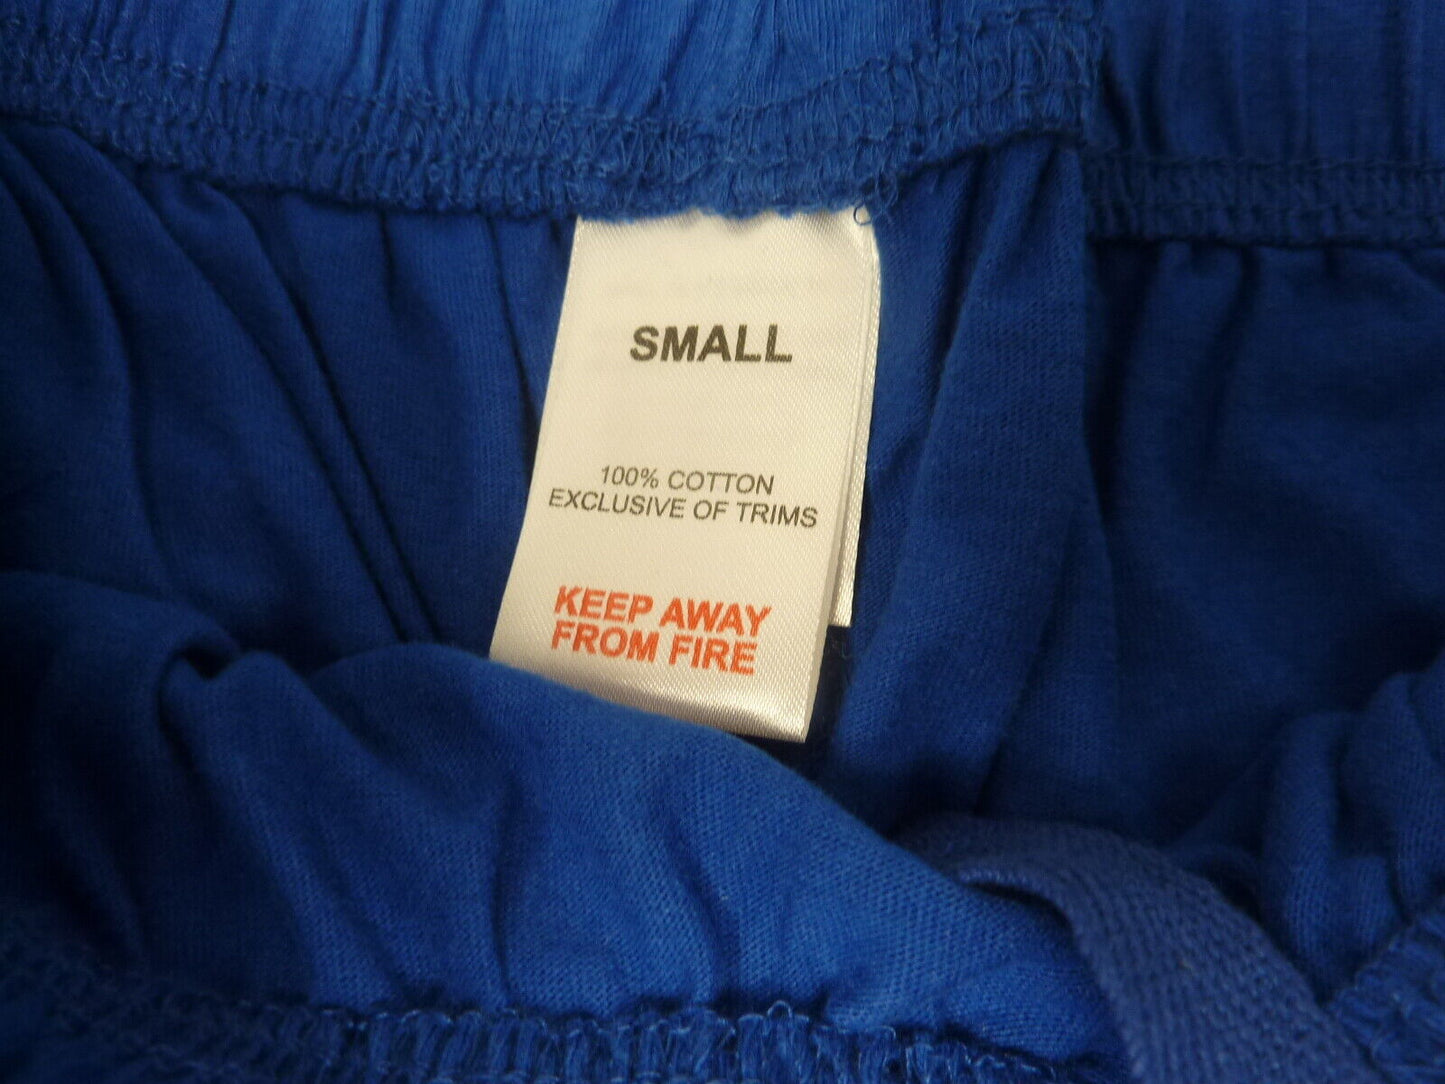 SMALL
100% COTTON
EXCLUSIVE OF TRIMS
KEEP AWAY
FROM FIRE